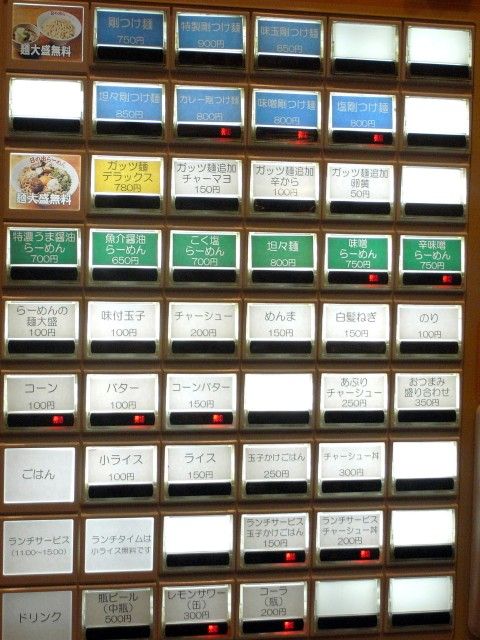 麺大盛無料
剛つけ麺
750円
特製剛つけ麺
900円
味玉剛つけ麺
850円
坦々剛つけ麺
850円
カレー剛つけ麺
800円
味噌剛つけ麺
800円
塩剛つけ麺
800円
麺大盛無料
ガッツ麺
デラックス
780円
ガッツ麺追加
チャーマヨ
150円
ガッツ麺追加
辛から
100円
ガッツ麺追加
卵黄
50円
特濃うま醤油
らーめん
700円
魚介醤油
らーめん
650円
こく塩
らーめん
700円
坦々麺
800円
味噌
らーめん
750円
辛味噌
らーめん
750円
らーめんの
麺大盛
100円
味付玉子
100円
チャーシュー
200円
めんま
150円
白髪ねぎ
150円
のり
100円
コーン
100円
バター
100円
コーンバター
150円
あぶり
チャーシュー
250円
おつまみ
盛り合わせ
350円
ごはん
小ライス
100円
ライス
150円
玉子かけごはん
250円
チャーシュー丼
300円
ランチサービス
(11:00~15:00)
ランチタイムは
小ライス無料です
ランチサービス
玉子かけごはん
150円
ランチサービス
チャーシュー丼
200円
ドリンク
瓶ビール
(中瓶)
500円
レモンサワー
(缶)
300円
コーラ
(瓶)
200円